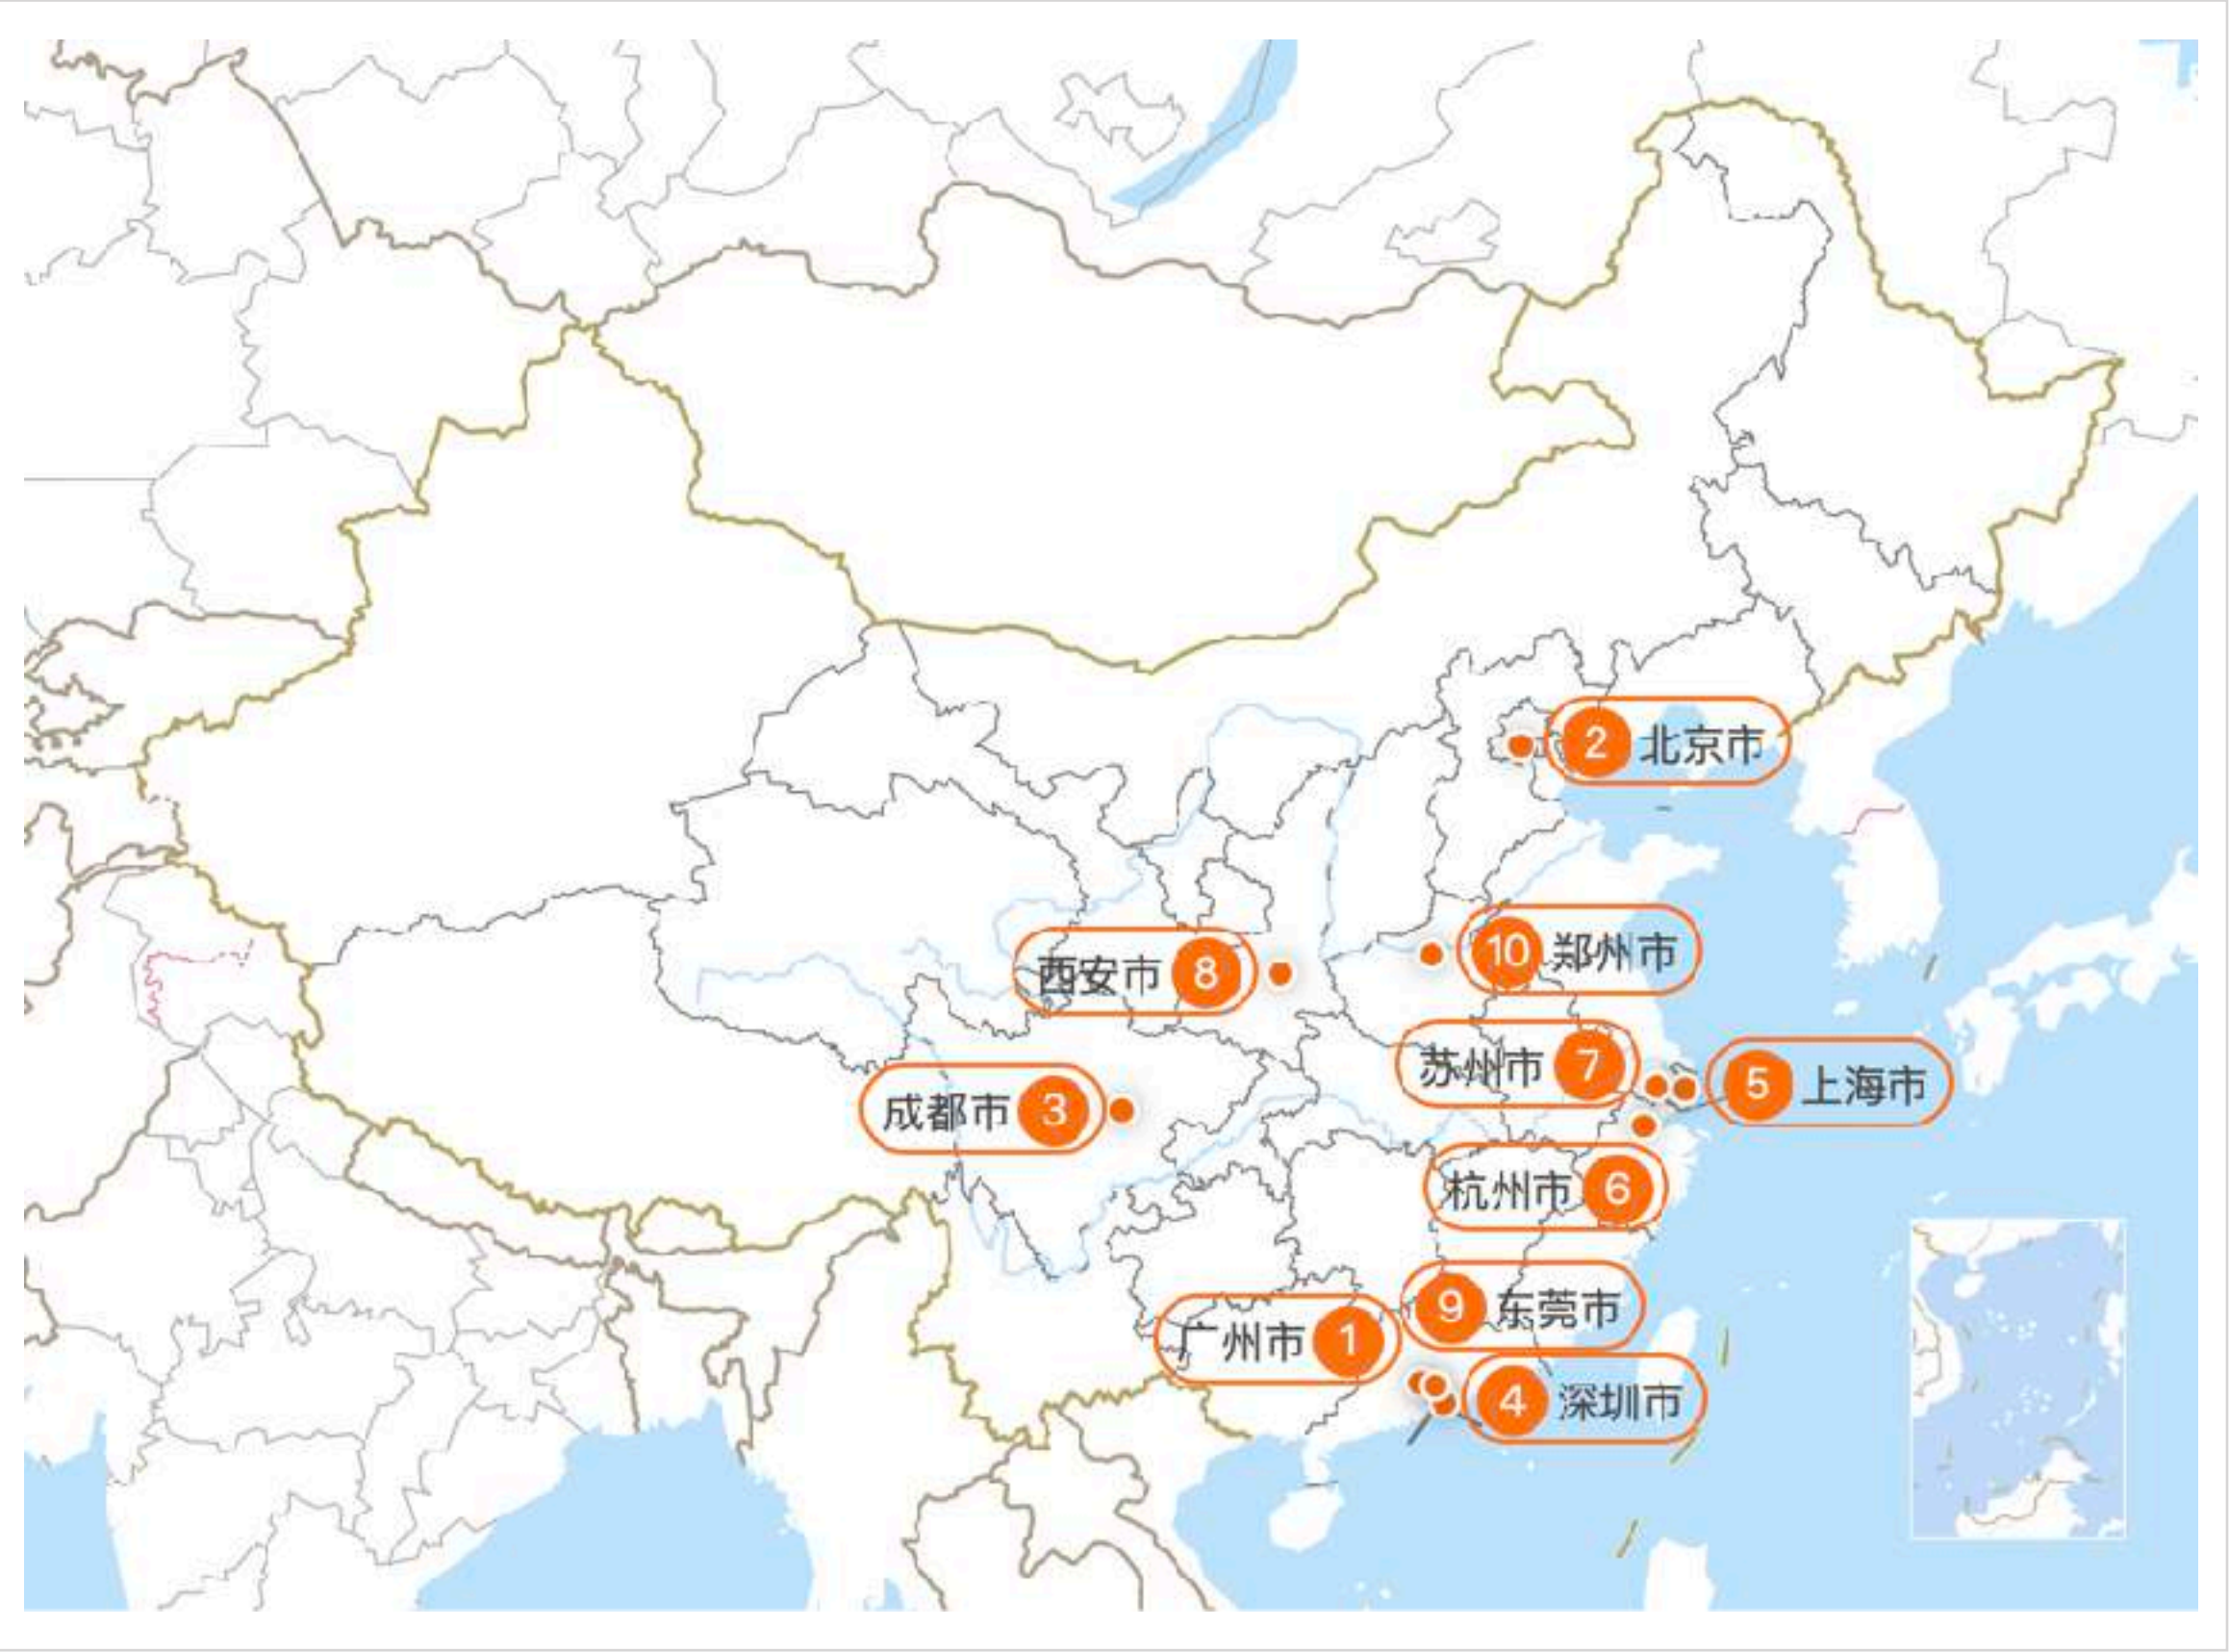 2 北京市
10 郑州市
西安市 8
苏州市 7
5 上海市
成都市 3
杭州市 6
9 东莞市
广州市 1
4 深圳市